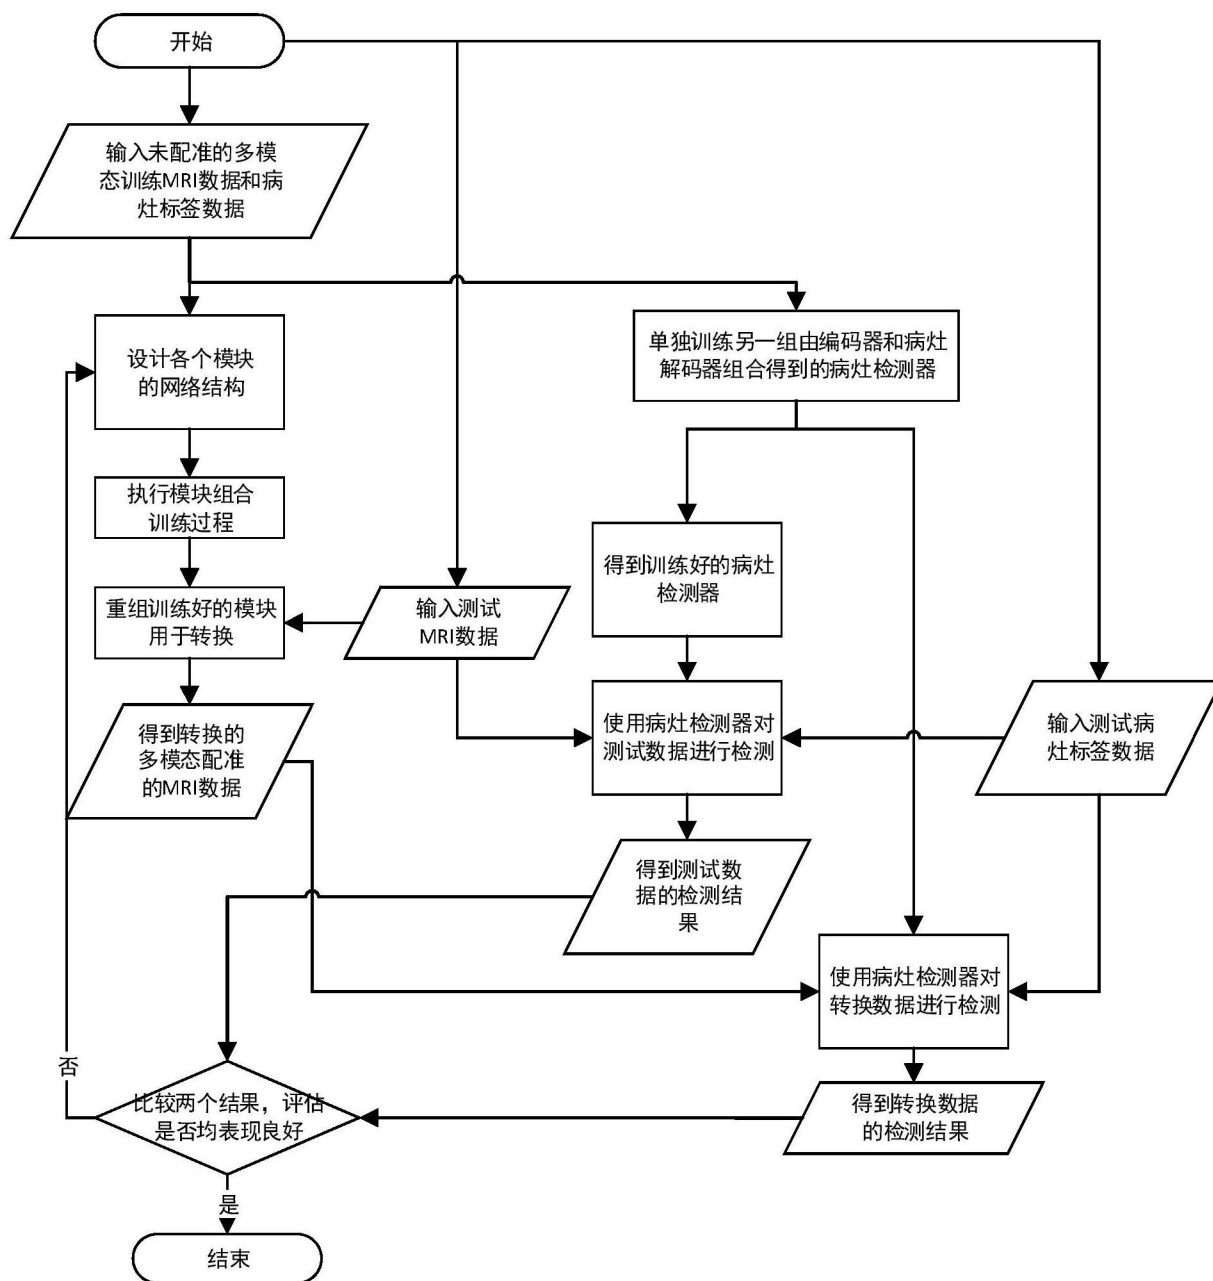 开始
输入未配准的多模
态训练MRI数据和病
灶标签数据
设计各个模块
的网络结构
单独训练另一组由编码器和病灶
解码器组合得到的病灶检测器
执行模块组合
训练过程
得到训练好的病灶
检测器
重组训练好的模块
用于转换
输入测试
MRI数据
得到转换的
多模态配准
的MRI数据
使用病灶检测器对
测试数据进行检测
输入测试病
灶标签数据
得到测试数
据的检测结
果
使用病灶检测器对
转换数据进行检测
否
比较两个结果，评估
是否均表现良好
得到转换数据
的检测结果
是
结束